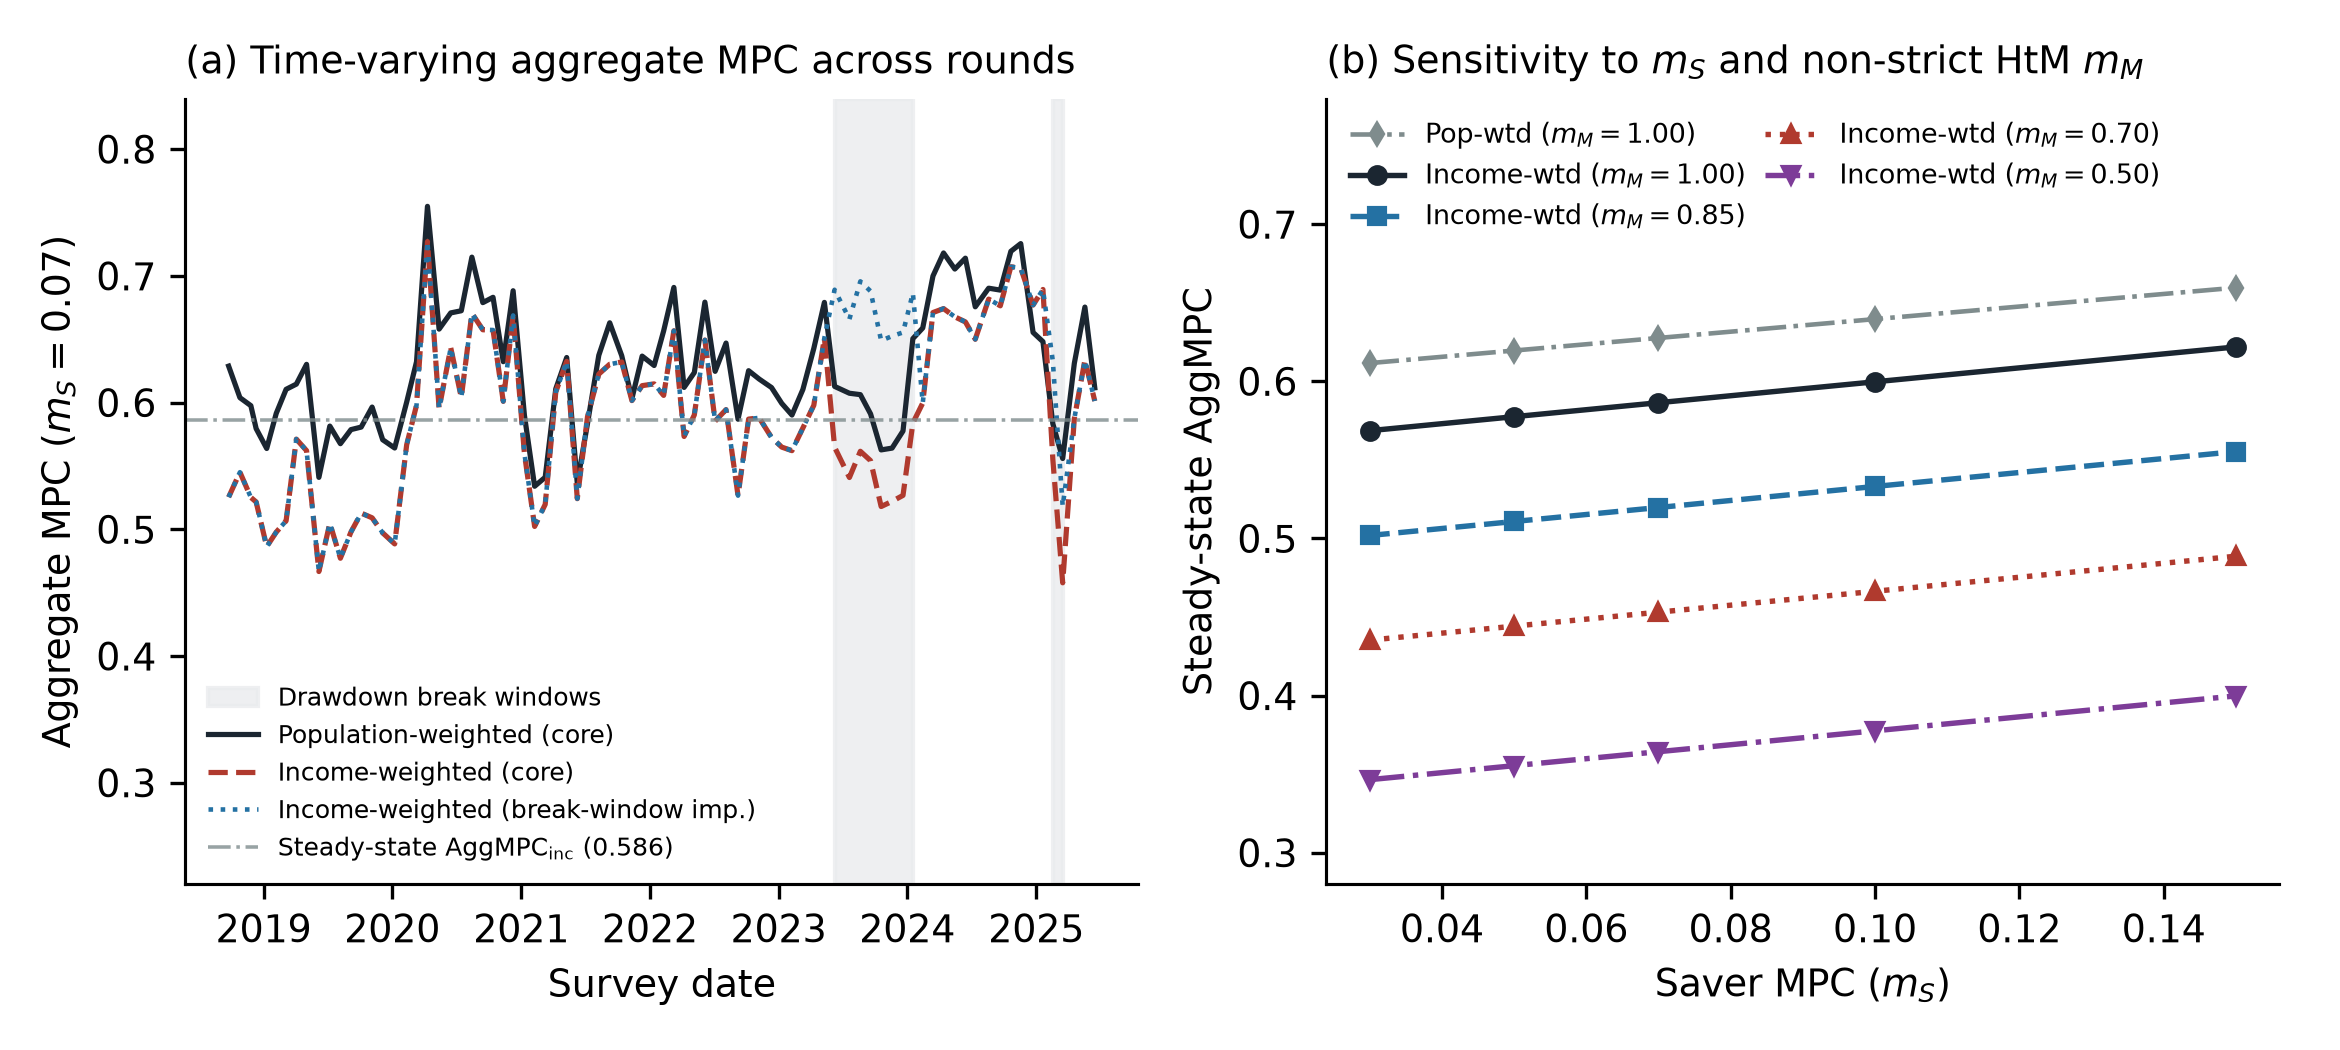 (a) Time-varying aggregate MPC across rounds
Aggregate MPC (m_S = 0.07)
0.8
0.7
0.6
0.5
0.4
0.3
Drawdown break windows
Population-weighted (core)
Income-weighted (core)
Income-weighted (break-window imp.)
Steady-state AggMPC_inc (0.586)
2019 2020 2021 2022 2023 2024 2025
Survey date
(b) Sensitivity to m_S and non-strict HtM m_M
Steady-state AggMPC
Pop-wtd (m_M = 1.00)
Income-wtd (m_M = 1.00)
Income-wtd (m_M = 0.85)
Income-wtd (m_M = 0.70)
Income-wtd (m_M = 0.50)
0.7
0.6
0.5
0.4
0.3
0.04 0.06 0.08 0.10 0.12 0.14
Saver MPC (m_S)